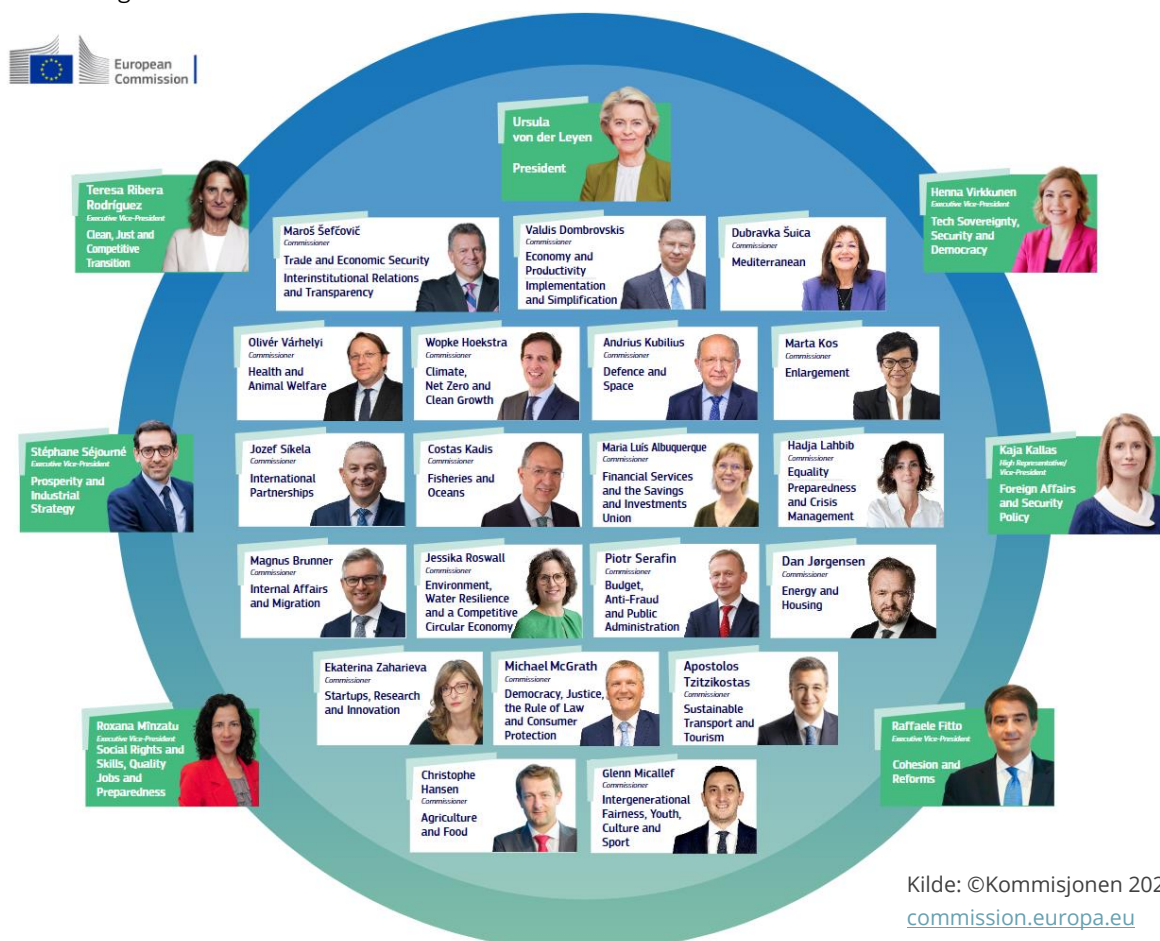 European
Commission
Ursula
von der Leyen
President
Teresa Ribera
Rodríguez
Executive Vice-President
Clean, Just and
Competitive
Transition
Henna Virkkunen
Executive Vice-President
Tech Sovereignty,
Security and
Democracy
Maroš Šefčovič
Commissioner
Trade and Economic Security
Interinstitutional Relations
and Transparency
Valdis Dombrovskis
Commissioner
Economy and
Productivity
Implementation
and Simplification
Dubravka Šuica
Commissioner
Mediterranean
Olivér Várhelyi
Commissioner
Health and
Animal Welfare
Wopke Hoekstra
Commissioner
Climate,
Net Zero and
Clean Growth
Andrius Kubilius
Commissioner
Defence and
Space
Marta Kos
Commissioner
Enlargement
Stéphane Séjourné
Executive Vice-President
Prosperity and
Industrial
Strategy
Jozef Síkela
Commissioner
International
Partnerships
Costas Kadis
Commissioner
Fisheries and
Oceans
Maria Luís Albuquerque
Commissioner
Financial Services
and the Savings
and Investments
Union
Hadja Lahbib
Commissioner
Equality
Preparedness
and Crisis
Management
Kaja Kallas
High Representative/
Vice-President
Foreign Affairs
and Security
Policy
Magnus Brunner
Commissioner
Internal Affairs
and Migration
Jessika Roswall
Commissioner
Environment,
Water Resilience
and a Competitive
Circular Economy
Piotr Serafin
Commissioner
Budget,
Anti-Fraud
and Public
Administration
Dan Jørgensen
Commissioner
Energy and
Housing
Ekaterina Zaharieva
Commissioner
Startups, Research
and Innovation
Michael McGrath
Commissioner
Democracy, Justice,
the Rule of Law
and Consumer
Protection
Apostolos
Tzitzikostas
Commissioner
Sustainable
Transport and
Tourism
Roxana Mînzatu
Executive Vice-President
Social Rights and
Skills, Quality
Jobs and
Preparedness
Raffaele Fitto
Executive Vice-President
Cohesion and
Reforms
Christophe
Hansen
Commissioner
Agriculture
and Food
Glenn Micallef
Commissioner
Intergenerational
Fairness, Youth,
Culture and
Sport
Kilde: ©Kommisjonen 202
commission.europa.eu